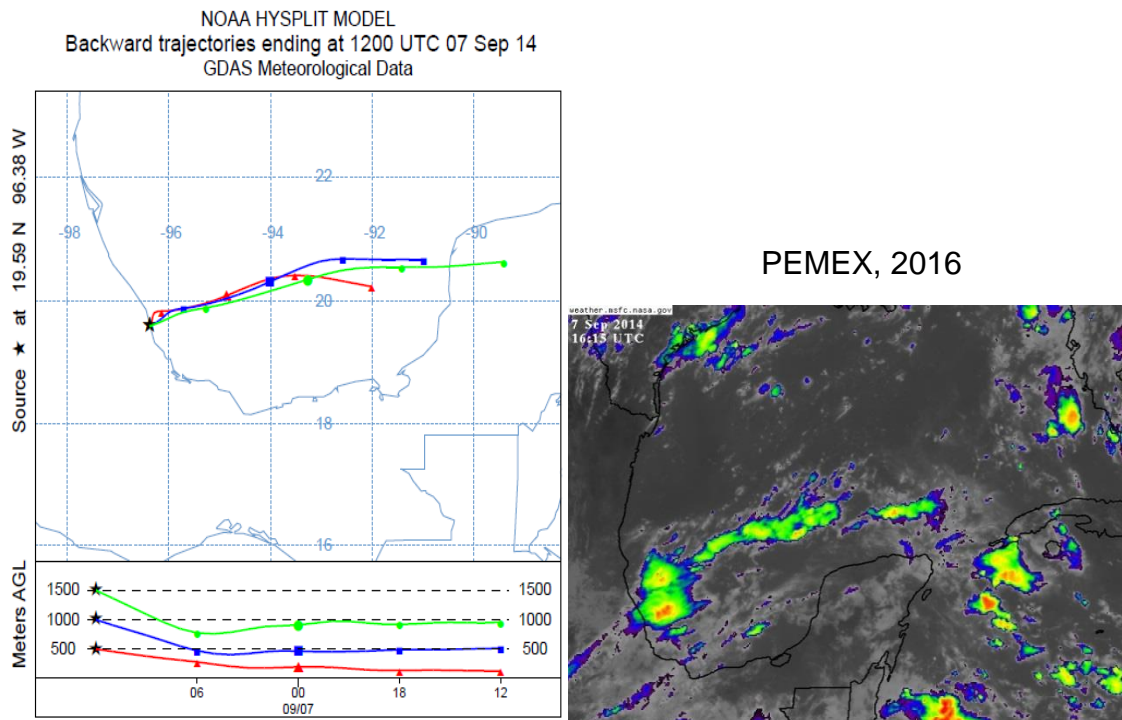 NOAA HYSPLIT MODEL
Backward trajectories ending at 1200 UTC 07 Sep 14
GDAS Meteorological Data
Source ★ at 19.59 N 96.38 W
22
-98 -96 -94 -92 -90
20
18
16
Meters AGL
1500 1500
1000 1000
500 500
06 00 18 12
09/07
PEMEX, 2016
weather.msfc.nasa.gov
7 Sep 2014
16:15 UTC